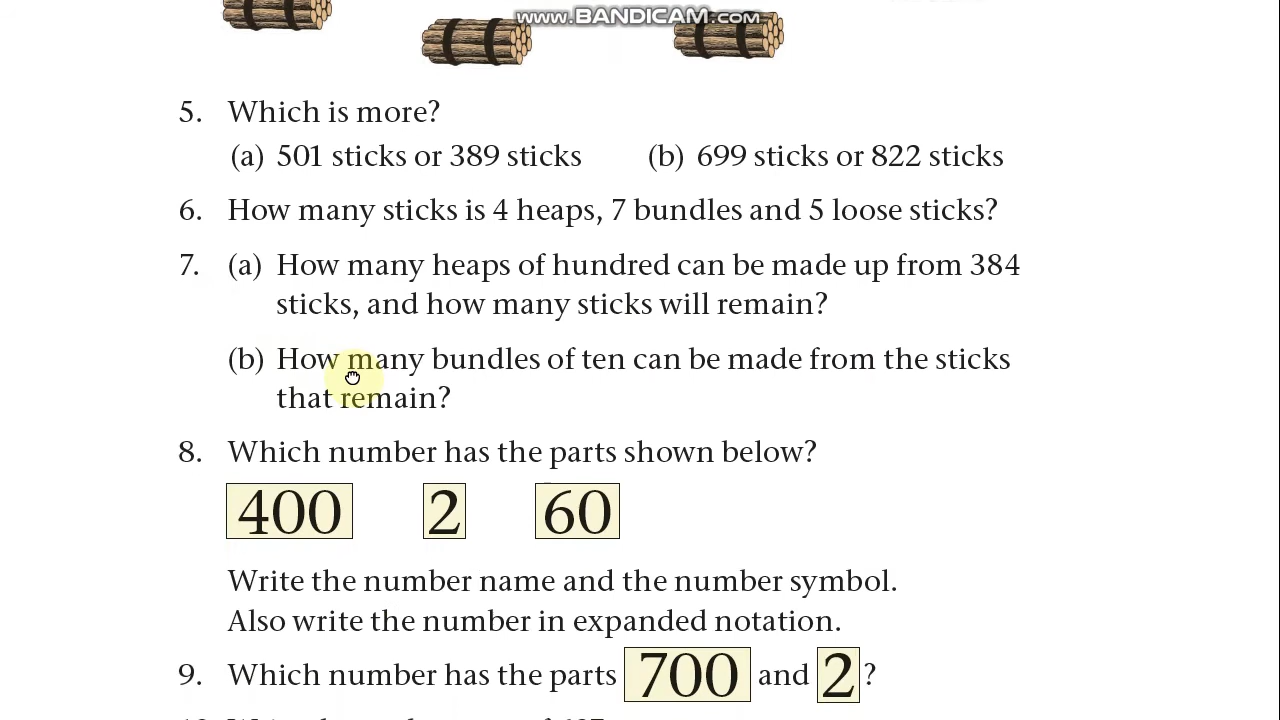 www.BANDICAM.com
5. Which is more?
(a) 501 sticks or 389 sticks (b) 699 sticks or 822 sticks
6. How many sticks is 4 heaps, 7 bundles and 5 loose sticks?
7. (a) How many heaps of hundred can be made up from 384
sticks, and how many sticks will remain?
(b) How many bundles of ten can be made from the sticks
that remain?
8. Which number has the parts shown below?
400 2 60
Write the number name and the number symbol.
Also write the number in expanded notation.
9. Which number has the parts 700 and 2?